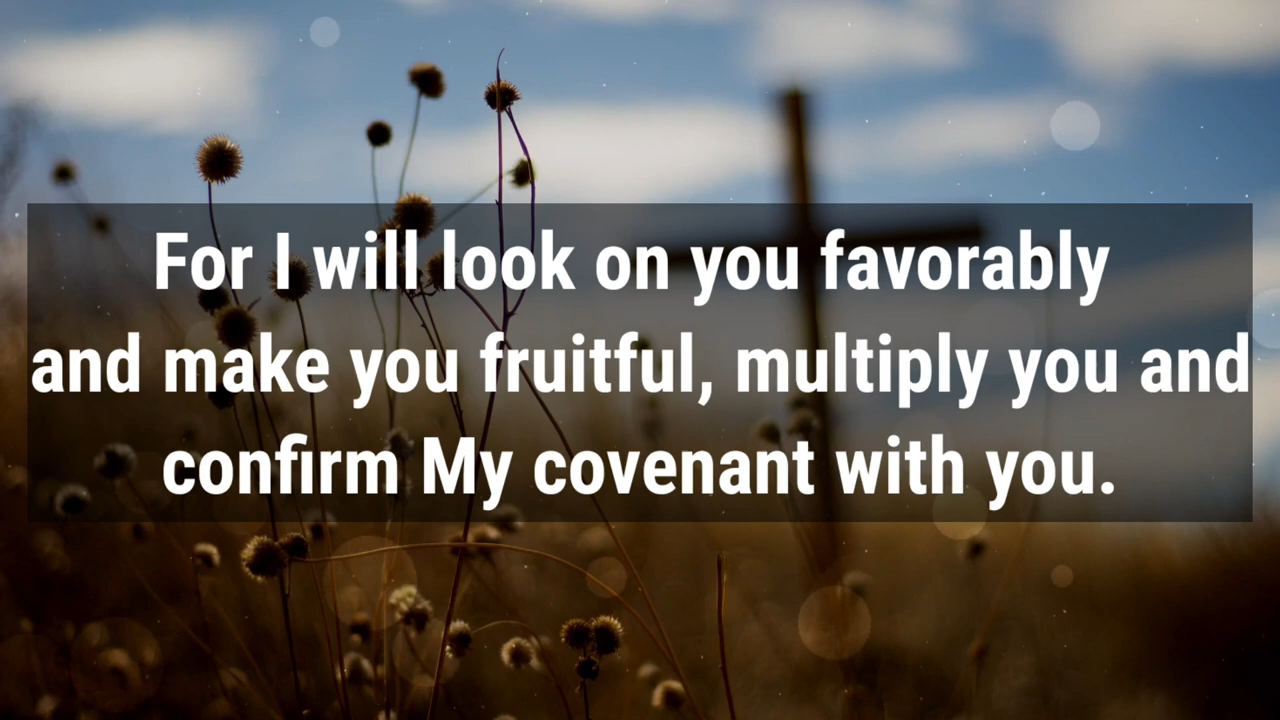 For I will look on you favorably
and make you fruitful, multiply you and
confirm My covenant with you.